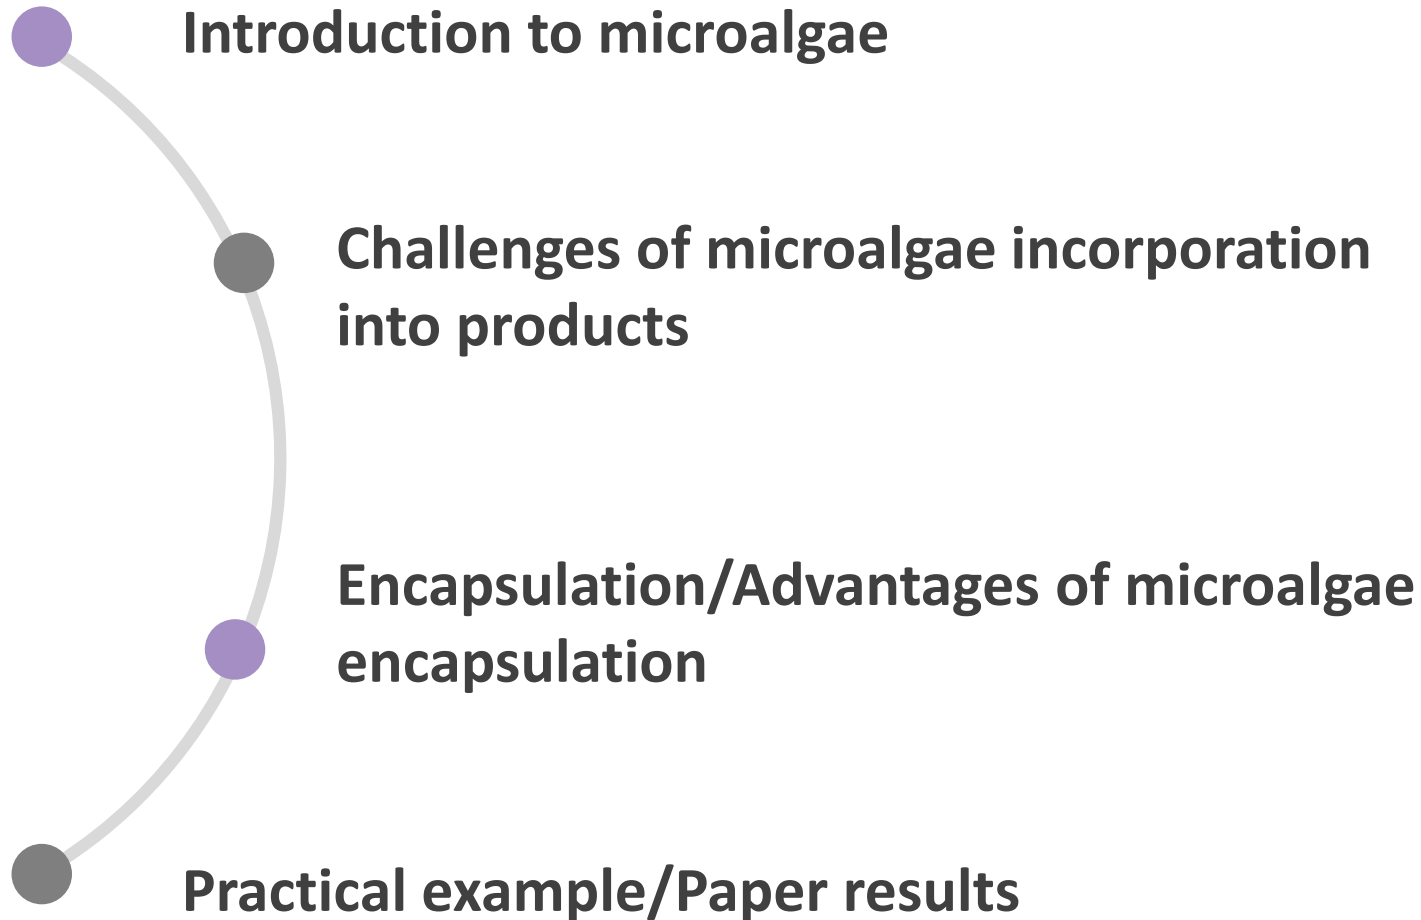 Introduction to microalgae
Challenges of microalgae incorporation
into products
Encapsulation/Advantages of microalgae
encapsulation
Practical example/Paper results